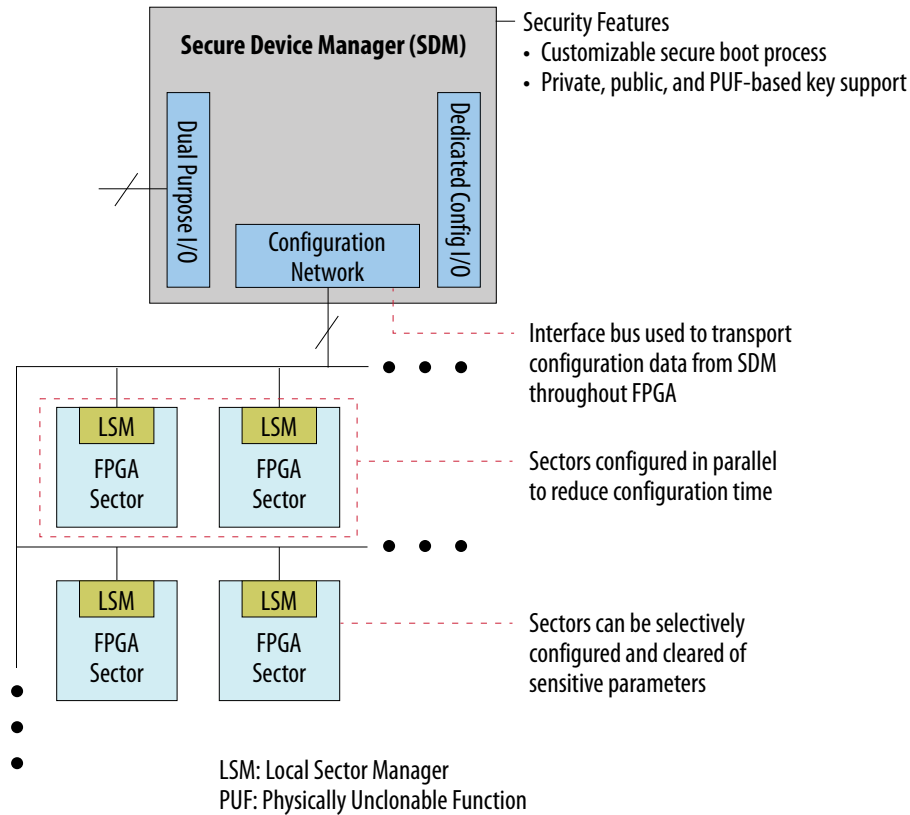 Security Features
• Customizable secure boot process
• Private, public, and PUF-based key support
Secure Device Manager (SDM)
Dual Purpose I/O
Configuration
Network
Dedicated Config I/O
Interface bus used to transport
configuration data from SDM
throughout FPGA
LSM
FPGA
Sector
LSM
FPGA
Sector
Sectors configured in parallel
to reduce configuration time
LSM
FPGA
Sector
LSM
FPGA
Sector
Sectors can be selectively
configured and cleared of
sensitive parameters
LSM: Local Sector Manager
PUF: Physically Unclonable Function